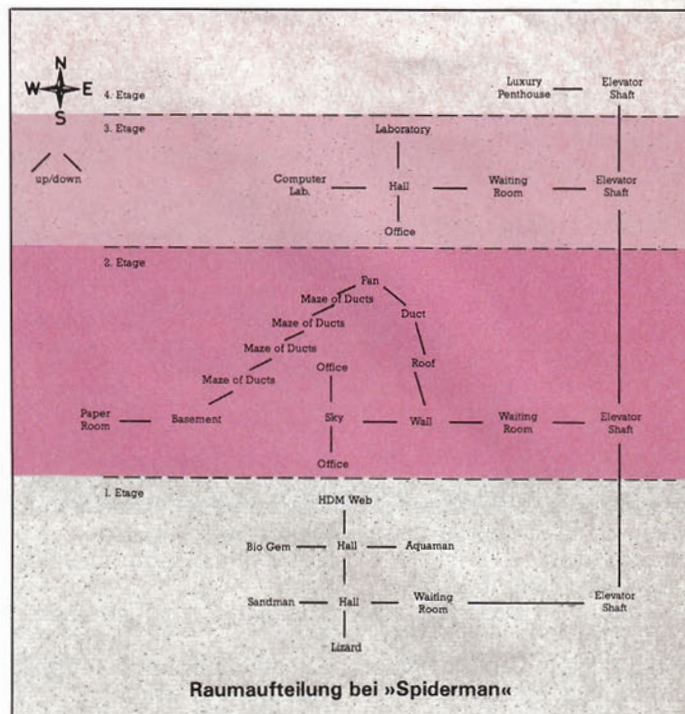 N
W E
S
4. Etage
Luxury
Penthouse
Elevator
Shaft
3. Etage
up/down
Laboratory
Computer
Lab.
Hall
Waiting
Room
Elevator
Shaft
Office
2. Etage
Fan
Maze of Ducts
Duct
Maze of Ducts
Maze of Ducts
Roof
Office
Maze of Ducts
Paper
Room
Basement
Sky
Wall
Waiting
Room
Elevator
Shaft
Office
1. Etage
HDM Web
Bio Gem
Hall
Aquaman
Sandman
Hall
Waiting
Room
Elevator
Shaft
Lizard
Raumaufteilung bei »Spiderman«